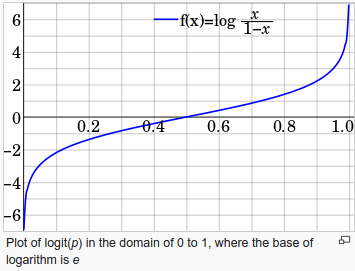 6
f(x)=log x/1−x
4
2
0
0.2 0.4 0.6 0.8 1.0
−2
−4
−6
Plot of logit(p) in the domain of 0 to 1, where the base of
logarithm is e